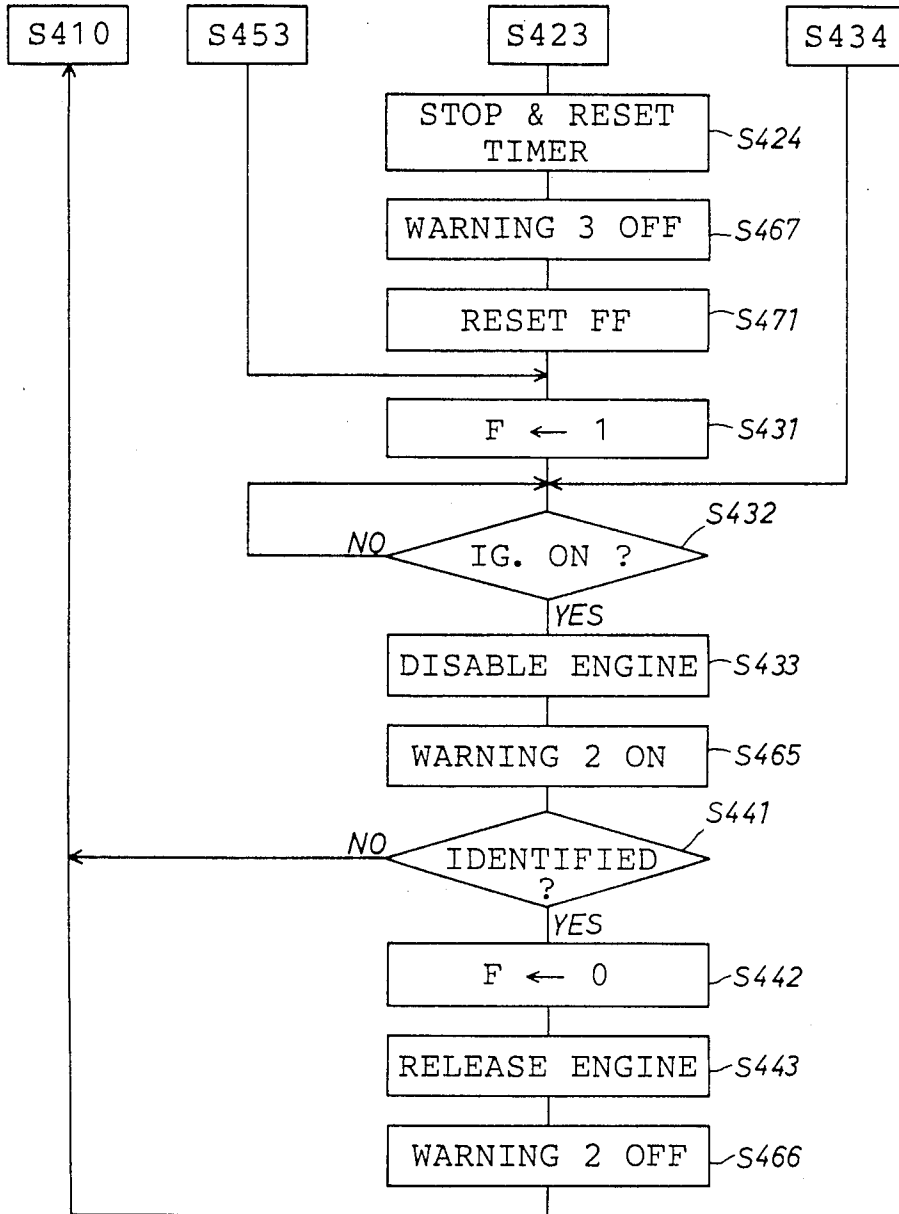 S410
S453
S423
S434
STOP & RESET
TIMER
S424
WARNING 3 OFF
S467
RESET FF
S471
F ← 1
S431
S432
NO
IG. ON ?
YES
DISABLE ENGINE
S433
WARNING 2 ON
S465
S441
NO
IDENTIFIED
?
YES
F ← 0
S442
RELEASE ENGINE
S443
WARNING 2 OFF
S466